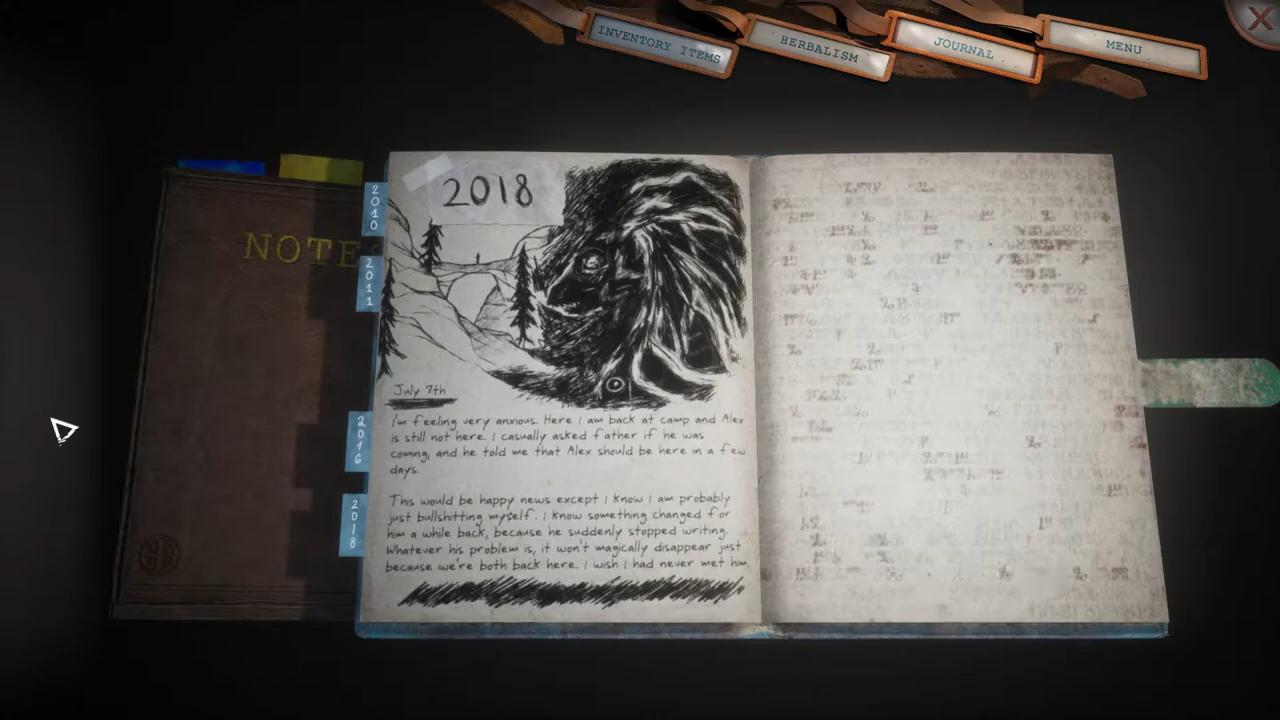 INVENTORY ITEMS
HERBALISM
JOURNAL
MENU
NOTE
2010
2011
2016
2018
2018
July 7th
I'm feeling very anxious. Here I am back at camp and Alex
is still not here. I casually asked father if he was
coming, and he told me that Alex should be here in a few
days.
This would be happy news except I know I am probably
just bullshitting myself. I know something changed for
him a while back, because he suddenly stopped writing.
Whatever his problem is, it won't magically disappear just
because we're both back here. I wish I had never met him.